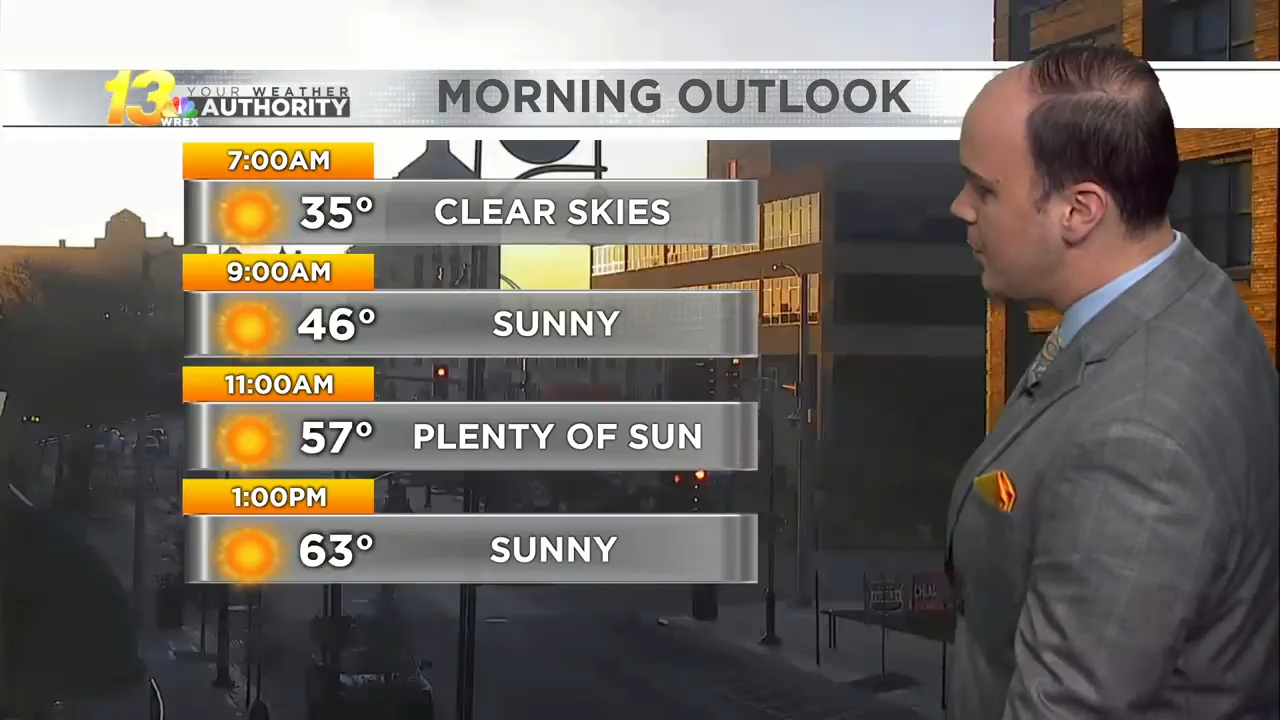 13
WREX
YOUR WEATHER
AUTHORITY
MORNING OUTLOOK
7:00AM
35° CLEAR SKIES
9:00AM
46° SUNNY
11:00AM
57° PLENTY OF SUN
1:00PM
63° SUNNY